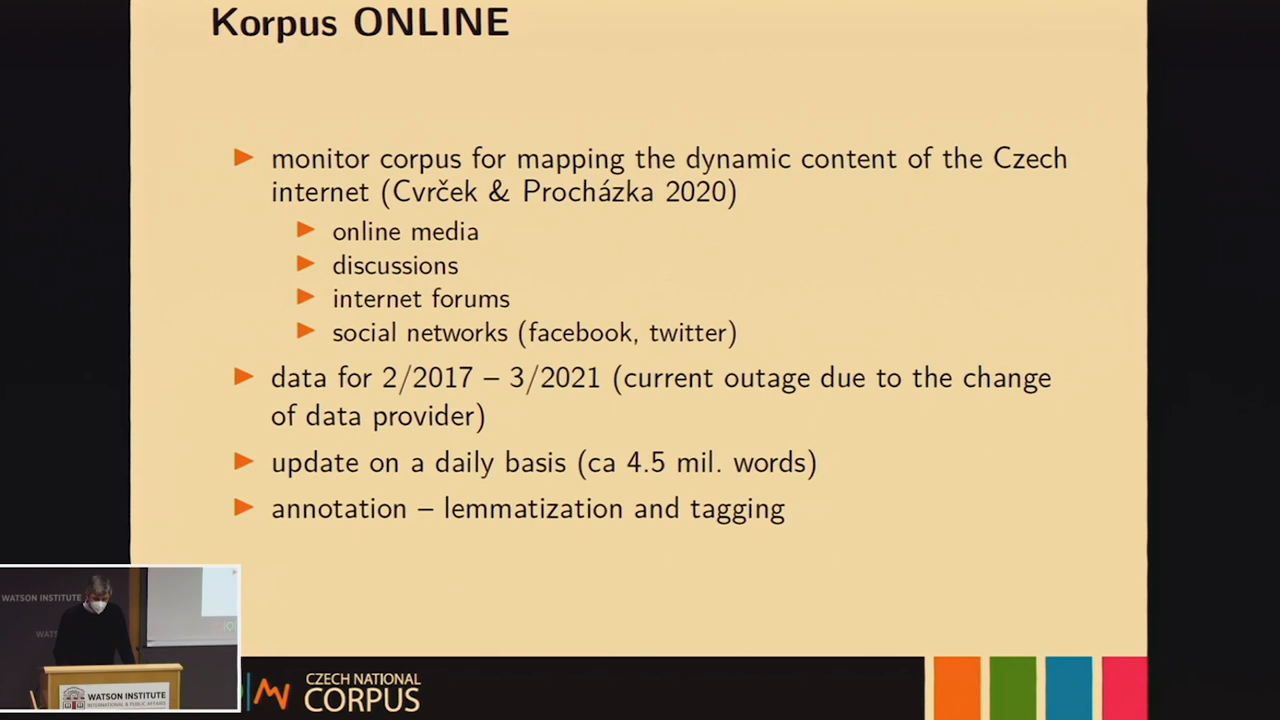 Korpus ONLINE
monitor corpus for mapping the dynamic content of the Czech
internet (Cvrček & Procházka 2020)
online media
discussions
internet forums
social networks (facebook, twitter)
data for 2/2017 – 3/2021 (current outage due to the change
of data provider)
update on a daily basis (ca 4.5 mil. words)
annotation – lemmatization and tagging
WATSON INSTITUTE
WATSON INSTITUTE
INTERNATIONAL & PUBLIC AFFAIRS
CZECH NATIONAL
CORPUS